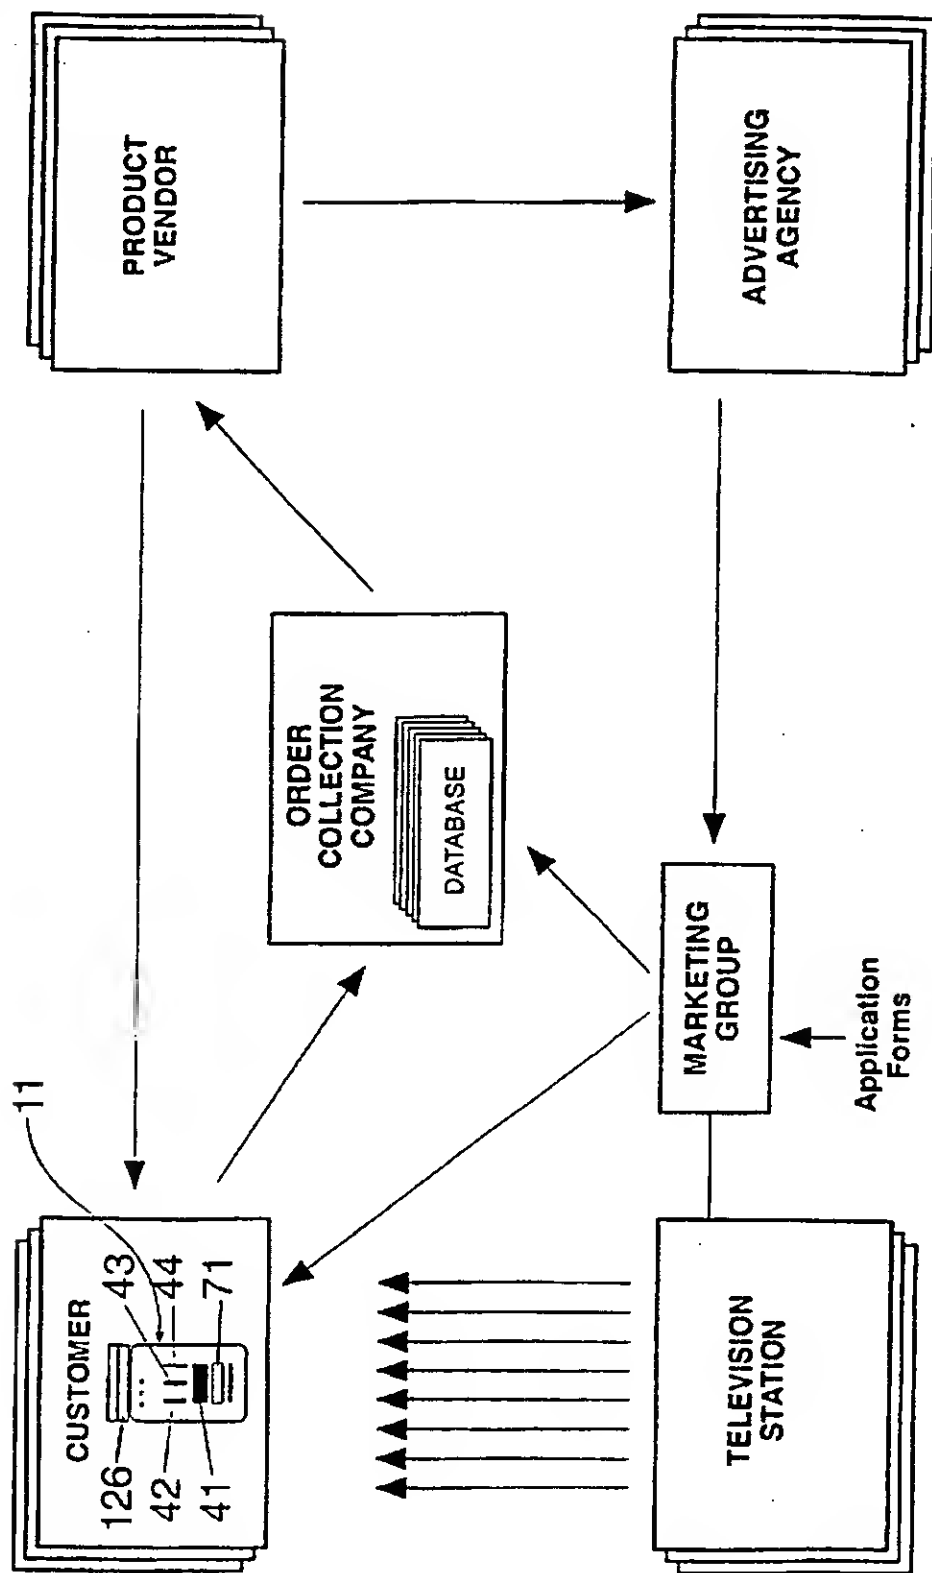 CUSTOMER
126
42
41
43
44
71
11
PRODUCT
VENDOR
ORDER
COLLECTION
COMPANY
DATABASE
TELEVISION
STATION
MARKETING
GROUP
Application
Forms
ADVERTISING
AGENCY